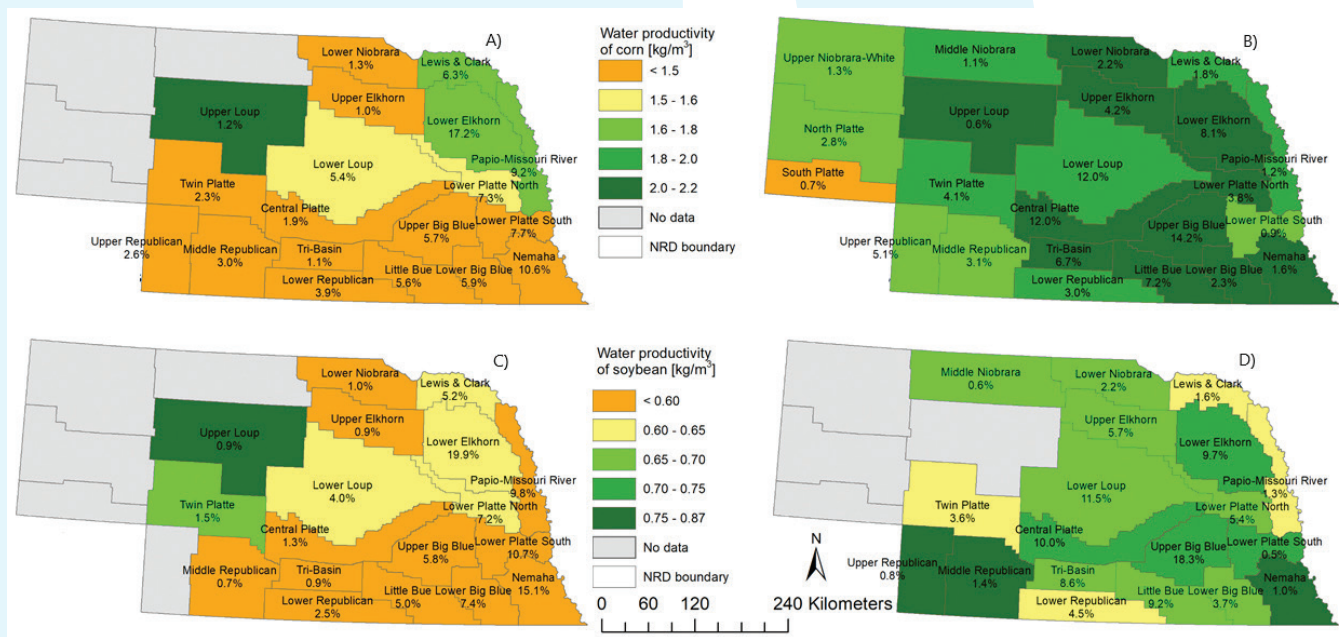 A)
Lower Niobrara
1.3%
Lewis & Clark
6.3%
Upper Elkhorn
1.0%
Upper Loup
1.2%
Lower Elkhorn
17.2%
Lower Loup
5.4%
Papio-Missouri River
9.2%
Twin Platte
2.3%
Lower Platte North
7.3%
Central Platte
1.9%
Lower Platte South
7.7%
Upper Big Blue
5.7%
Upper Republican
2.6%
Middle Republican
3.0%
Tri-Basin
1.1%
Nemaha
10.6%
Little Bue
5.6%
Lower Big Blue
5.9%
Lower Republican
3.9%
Water productivity
of corn [kg/m³]
< 1.5
1.5 - 1.6
1.6 - 1.8
1.8 - 2.0
2.0 - 2.2
No data
NRD boundary
B)
Upper Niobrara-White
1.3%
Middle Niobrara
1.1%
Lower Niobrara
2.2%
Lewis & Clark
1.8%
Upper Elkhorn
4.2%
Upper Loup
0.6%
Lower Elkhorn
8.1%
North Platte
2.8%
Lower Loup
12.0%
Papio-Missouri River
1.2%
South Platte
0.7%
Twin Platte
4.1%
Lower Platte North
3.8%
Central Platte
12.0%
Lower Platte South
0.9%
Upper Big Blue
14.2%
Upper Republican
5.1%
Middle Republican
3.1%
Tri-Basin
6.7%
Nemaha
1.6%
Little Bue
7.2%
Lower Big Blue
2.3%
Lower Republican
3.0%
C)
Lower Niobrara
1.0%
Lewis & Clark
5.2%
Upper Elkhorn
0.9%
Upper Loup
0.9%
Lower Elkhorn
19.9%
Lower Loup
4.0%
Papio-Missouri River
9.8%
Twin Platte
1.5%
Lower Platte North
7.2%
Central Platte
1.3%
Lower Platte South
10.7%
Upper Big Blue
5.8%
Middle Republican
0.7%
Tri-Basin
0.9%
Nemaha
15.1%
Little Bue
5.0%
Lower Big Blue
7.4%
Lower Republican
2.5%
Water productivity
of soybean [kg/m³]
< 0.60
0.60 - 0.65
0.65 - 0.70
0.70 - 0.75
0.75 - 0.87
No data
NRD boundary
D)
Middle Niobrara
0.6%
Lower Niobrara
2.2%
Lewis & Clark
1.6%
Upper Elkhorn
5.7%
Lower Elkhorn
9.7%
Lower Loup
11.5%
Papio-Missouri River
1.3%
Twin Platte
3.6%
Lower Platte North
5.4%
Central Platte
10.0%
Lower Platte South
0.5%
Upper Big Blue
18.3%
Upper Republican
0.8%
Middle Republican
1.4%
Tri-Basin
8.6%
Nemaha
1.0%
Little Bue
9.2%
Lower Big Blue
3.7%
Lower Republican
4.5%
N
0 60 120 240 Kilometers